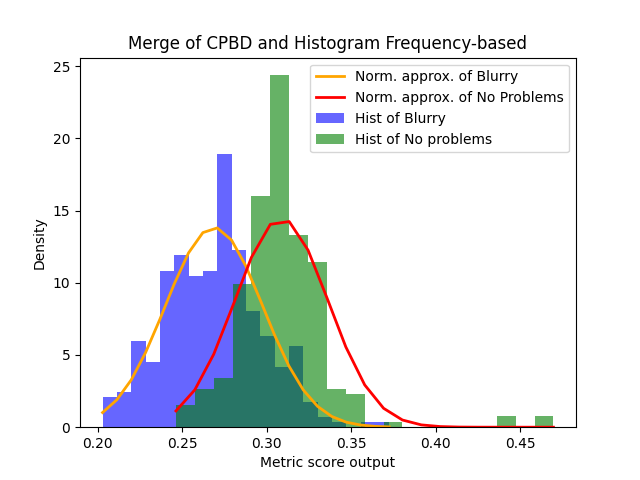 Merge of CPBD and Histogram Frequency-based
Norm. approx. of Blurry
Norm. approx. of No Problems
Hist of Blurry
Hist of No problems
Density
25
20
15
10
5
0
0.20 0.25 0.30 0.35 0.40 0.45
Metric score output